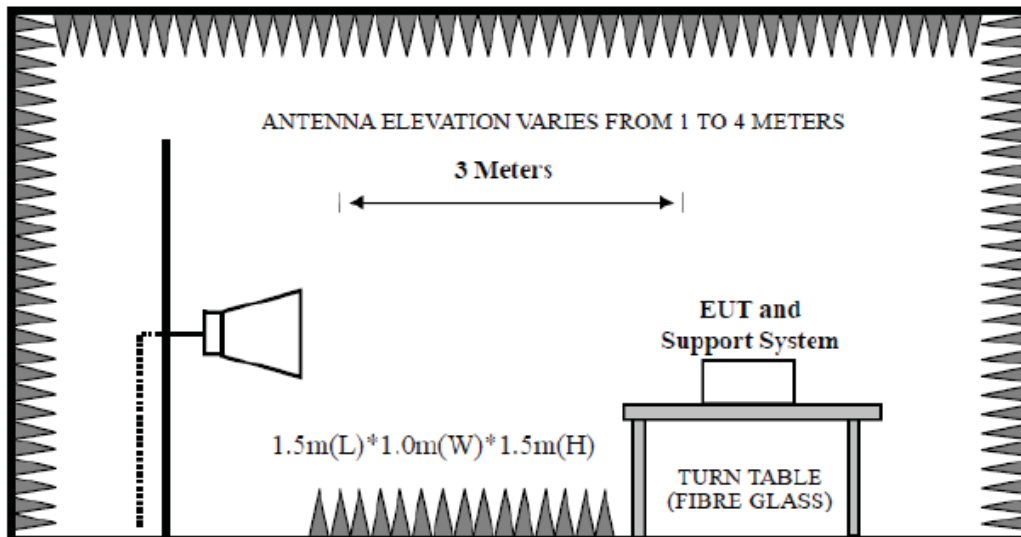 ANTENNA ELEVATION VARIES FROM 1 TO 4 METERS
3 Meters
EUT and
Support System
1.5m(L)*1.0m(W)*1.5m(H)
TURN TABLE
(FIBRE GLASS)